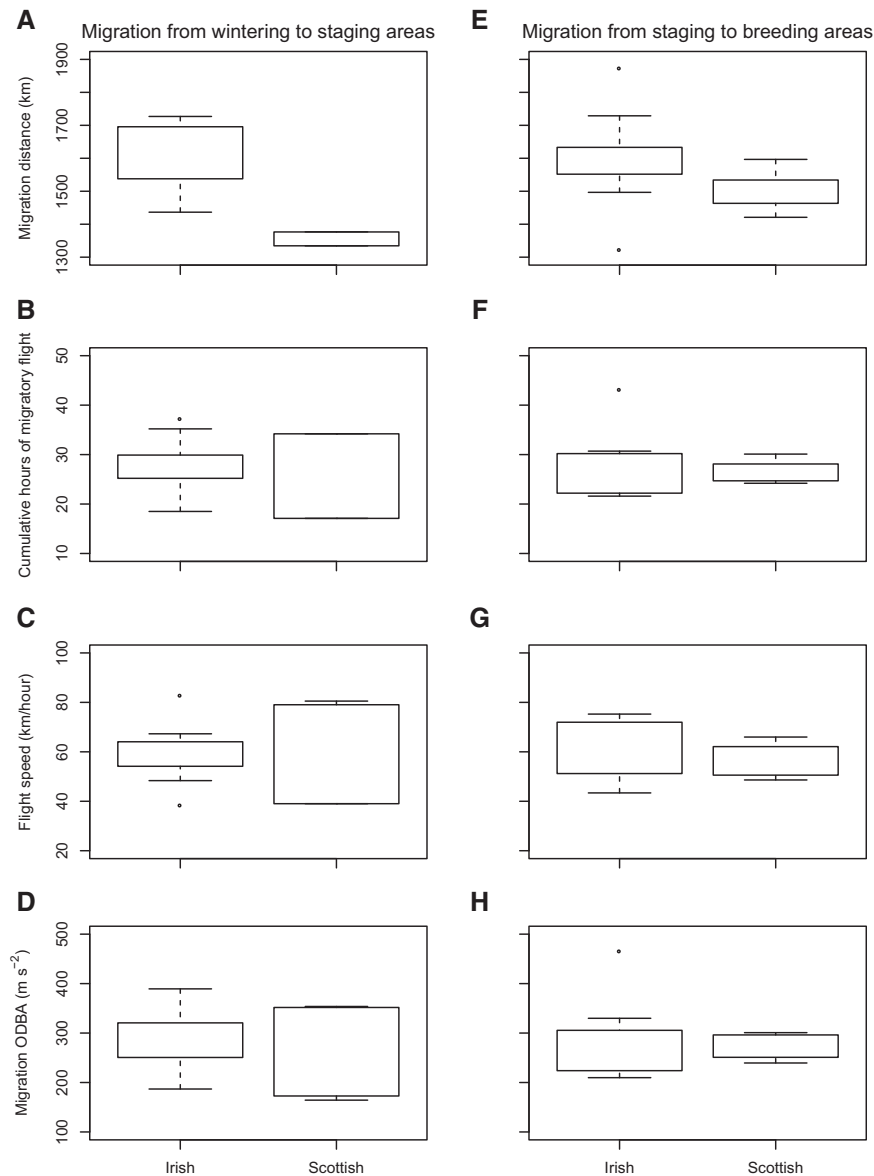 A
Migration from wintering to staging areas
Migration distance (km)
1900
1700
1500
1300
B
Cumulative hours of migratory flight
50
40
30
20
10
C
Flight speed (km/hour)
100
80
60
40
20
D
Migration ODBA (m s⁻²)
500
400
300
200
100
Irish
Scottish
E
Migration from staging to breeding areas
F
G
H
Irish
Scottish